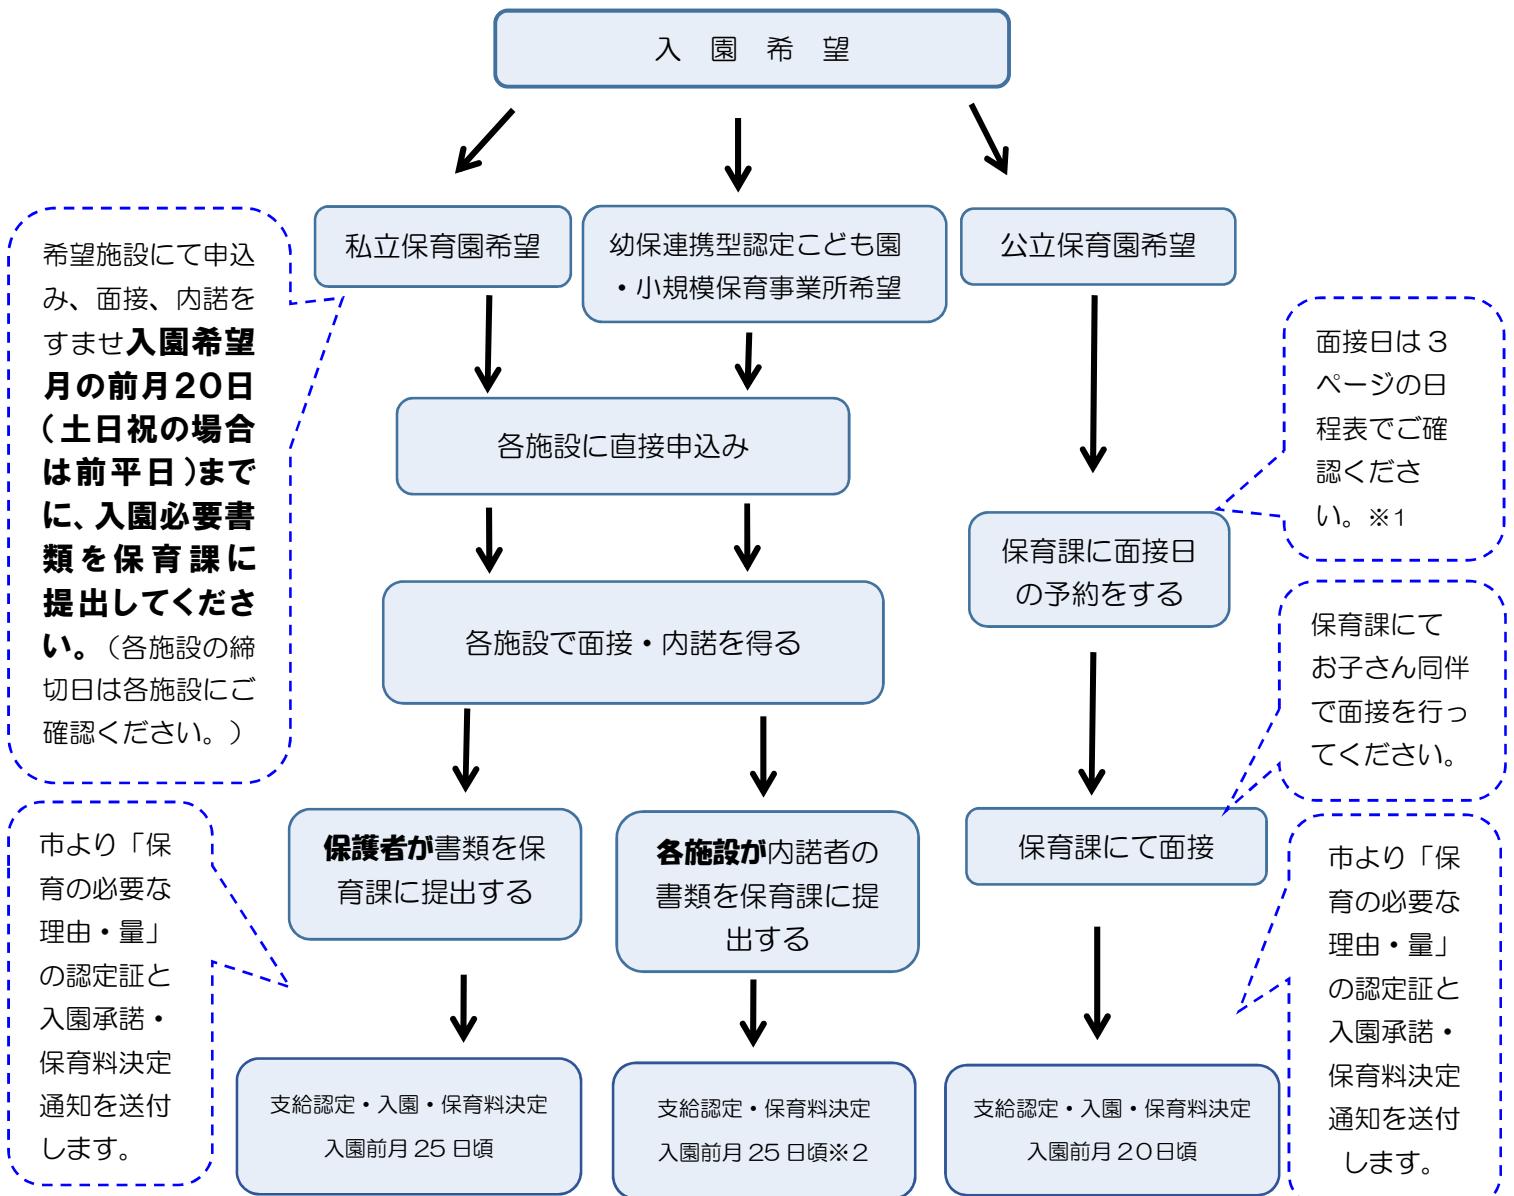 入　園　希　望
私立保育園希望
幼保連携型認定こども園
・小規模保育事業所希望
公立保育園希望
希望施設にて申込
み、面接、内諾を
すませ入園希望
月の前月20日
（土日祝の場合
は前平日）まで
に、入園必要書
類を保育課に
提出してくださ
い。（各施設の締
切日は各施設にご
確認ください。）
各施設に直接申込み
面接日は３
ページの日
程表でご確
認くださ
い。※1
保育課に面接日
の予約をする
各施設で面接・内諾を得る
保育課にて
お子さん同伴
で面接を行っ
てください。
保護者が書類を保
育課に提出する
各施設が内諾者の
書類を保育課に提
出する
保育課にて面接
市より「保
育の必要な
理由・量」
の認定証と
入園承諾・
保育料決定
通知を送付
します。
市より「保
育の必要な
理由・量」
の認定証と
入園承諾・
保育料決定
通知を送付
します。
支給認定・入園・保育料決定
入園前月 25 日頃
支給認定・保育料決定
入園前月 25 日頃※２
支給認定・入園・保育料決定
入園前月２０日頃